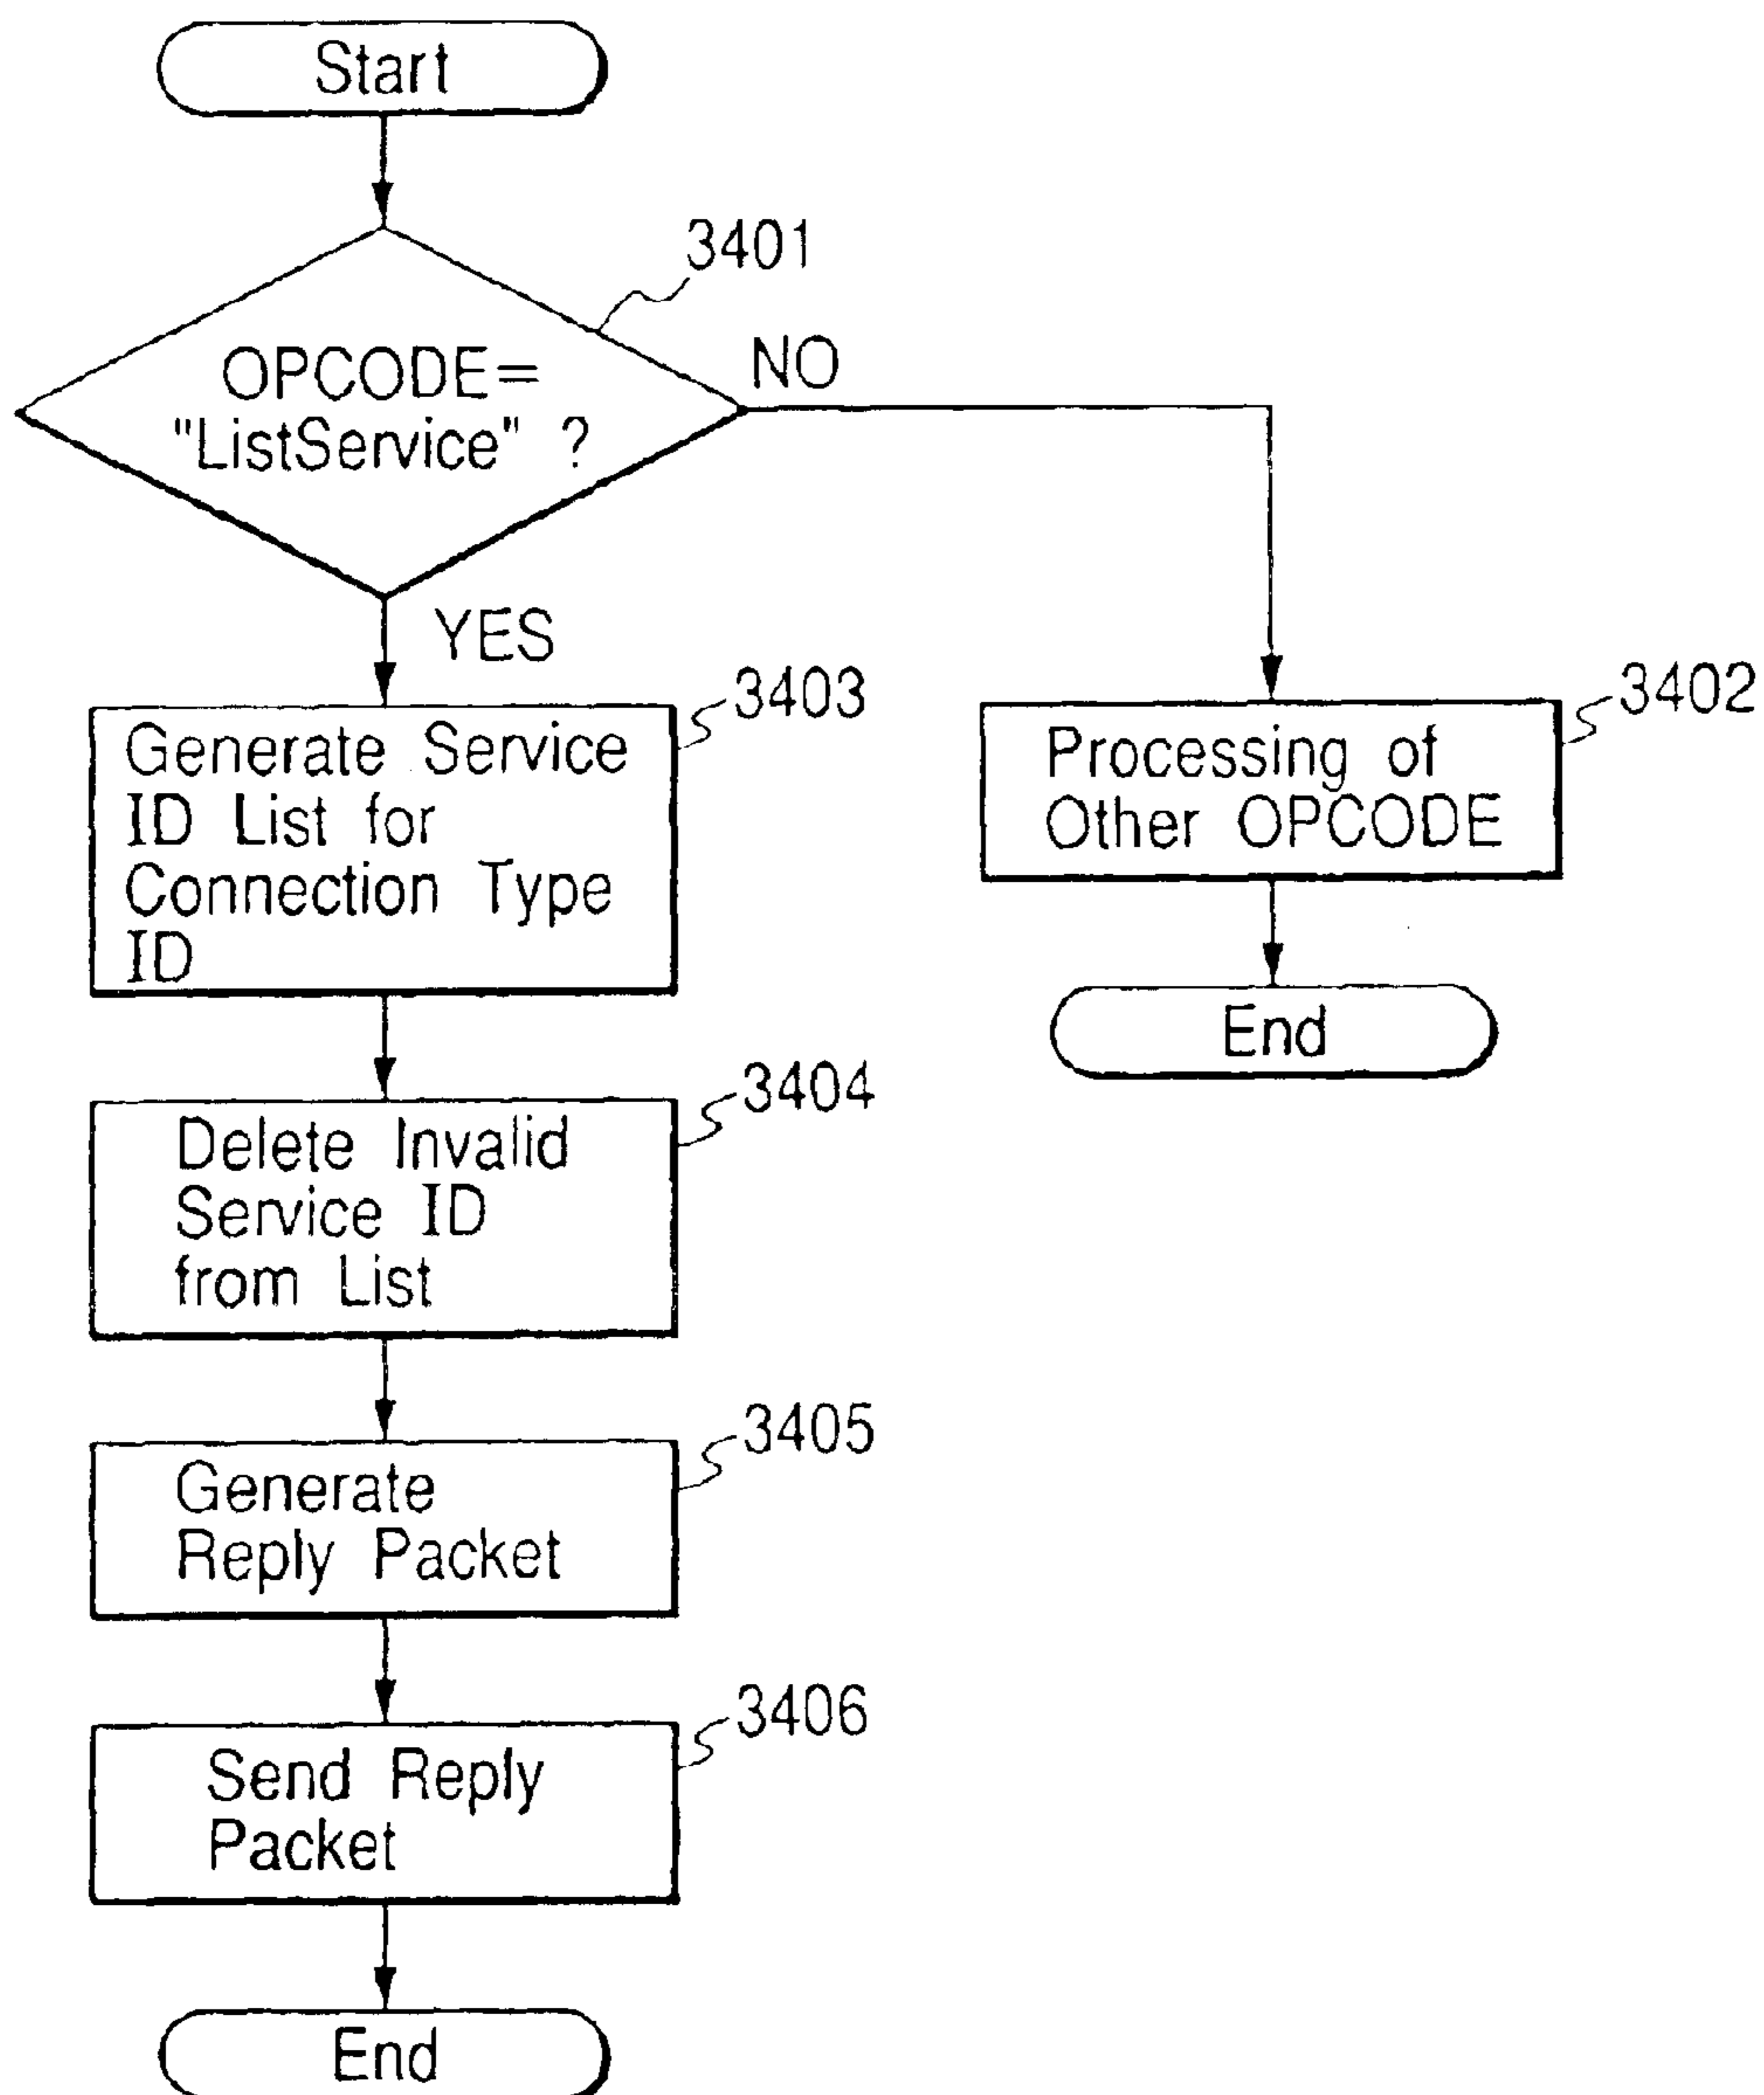 Start
3401
OPCODE=
"ListService" ?
NO
YES
3403
Generate Service
ID List for
Connection Type
ID
3402
Processing of
Other OPCODE
End
3404
Delete Invalid
Service ID
from List
3405
Generate
Reply Packet
3406
Send Reply
Packet
End